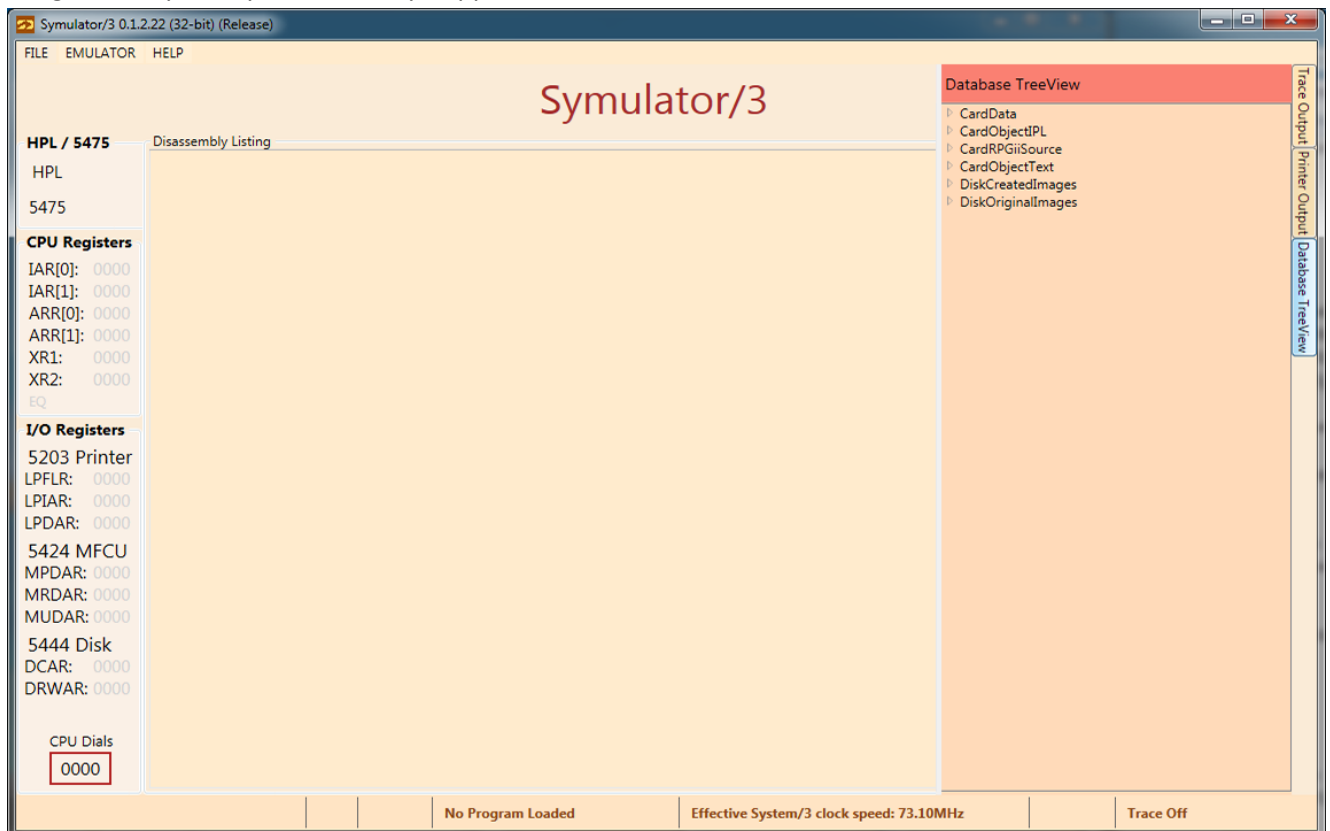 Symulator/3 0.1.2.22 (32-bit) (Release)
FILE EMULATOR HELP
Symulator/3
HPL / 5475
HPL
5475
CPU Registers
IAR[0]: 0000
IAR[1]: 0000
ARR[0]: 0000
ARR[1]: 0000
XR1: 0000
XR2: 0000
EQ
I/O Registers
5203 Printer
LPFLR: 0000
LPIAR: 0000
LPDAR: 0000
5424 MFCU
MPDAR: 0000
MRDAR: 0000
MUDAR: 0000
5444 Disk
DCAR: 0000
DRWAR: 0000
CPU Dials
0000
Disassembly Listing
Database TreeView
CardData
CardObjectIPL
CardRPGiiSource
CardObjectText
DiskCreatedImages
DiskOriginalImages
Trace Output
Printer Output
Database TreeView
No Program Loaded
Effective System/3 clock speed: 73.10MHz
Trace Off